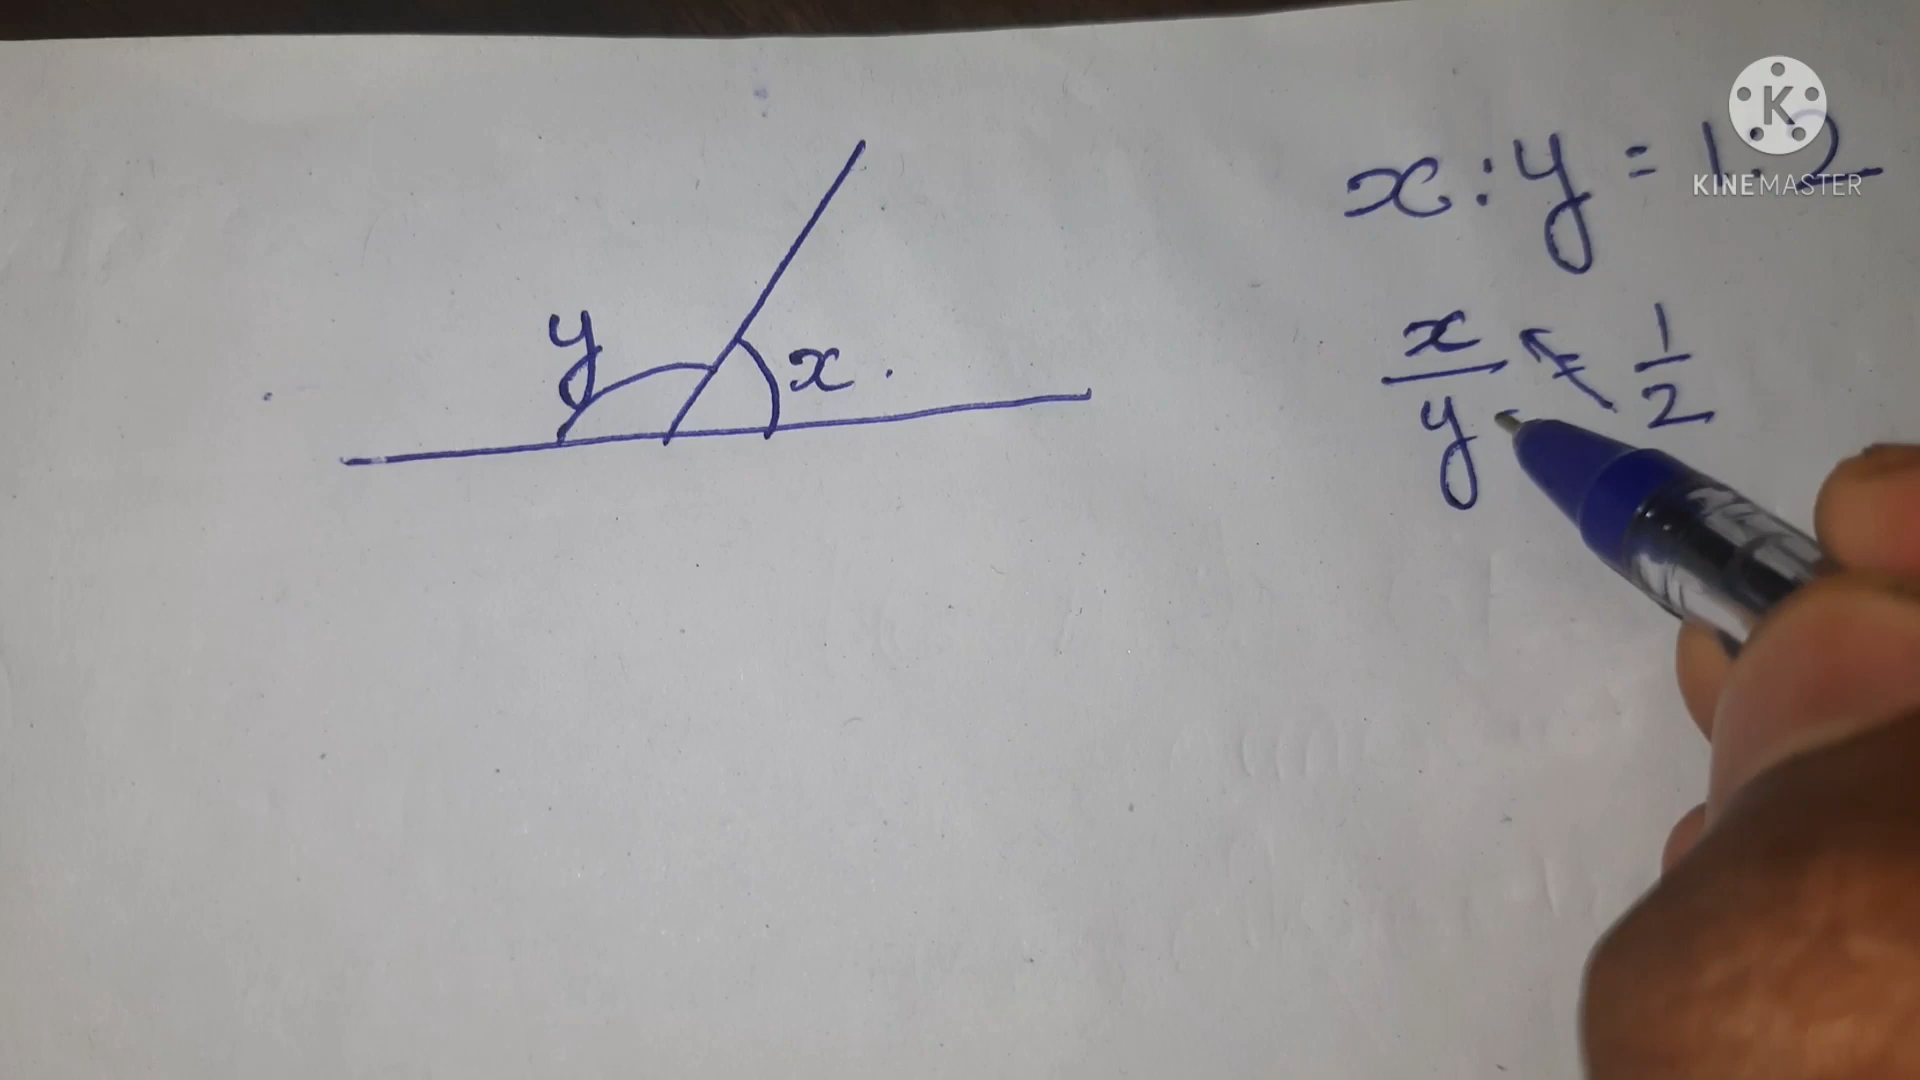 x : y = 1 : 2
x/y = 1/2
y
x
KINEMASTER